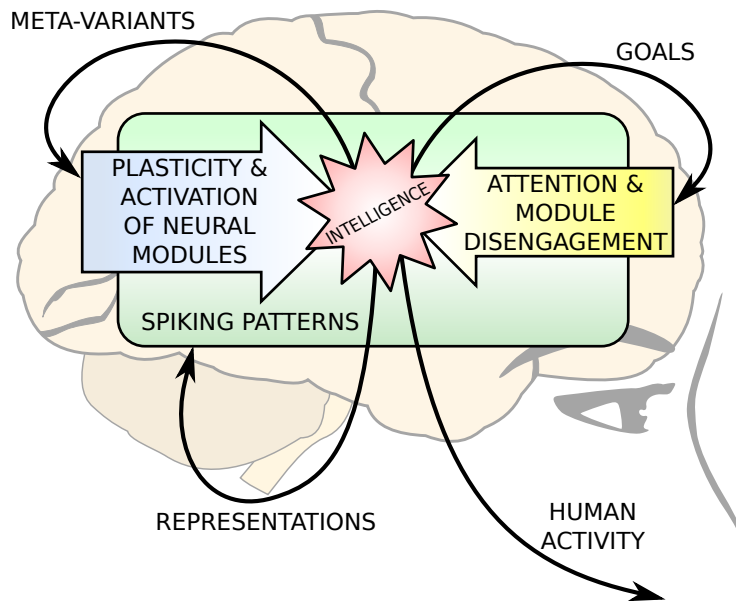 META-VARIANTS
GOALS
PLASTICITY &
ACTIVATION
OF NEURAL
MODULES
INTELLIGENCE
ATTENTION &
MODULE
DISENGAGEMENT
SPIKING PATTERNS
REPRESENTATIONS
HUMAN
ACTIVITY